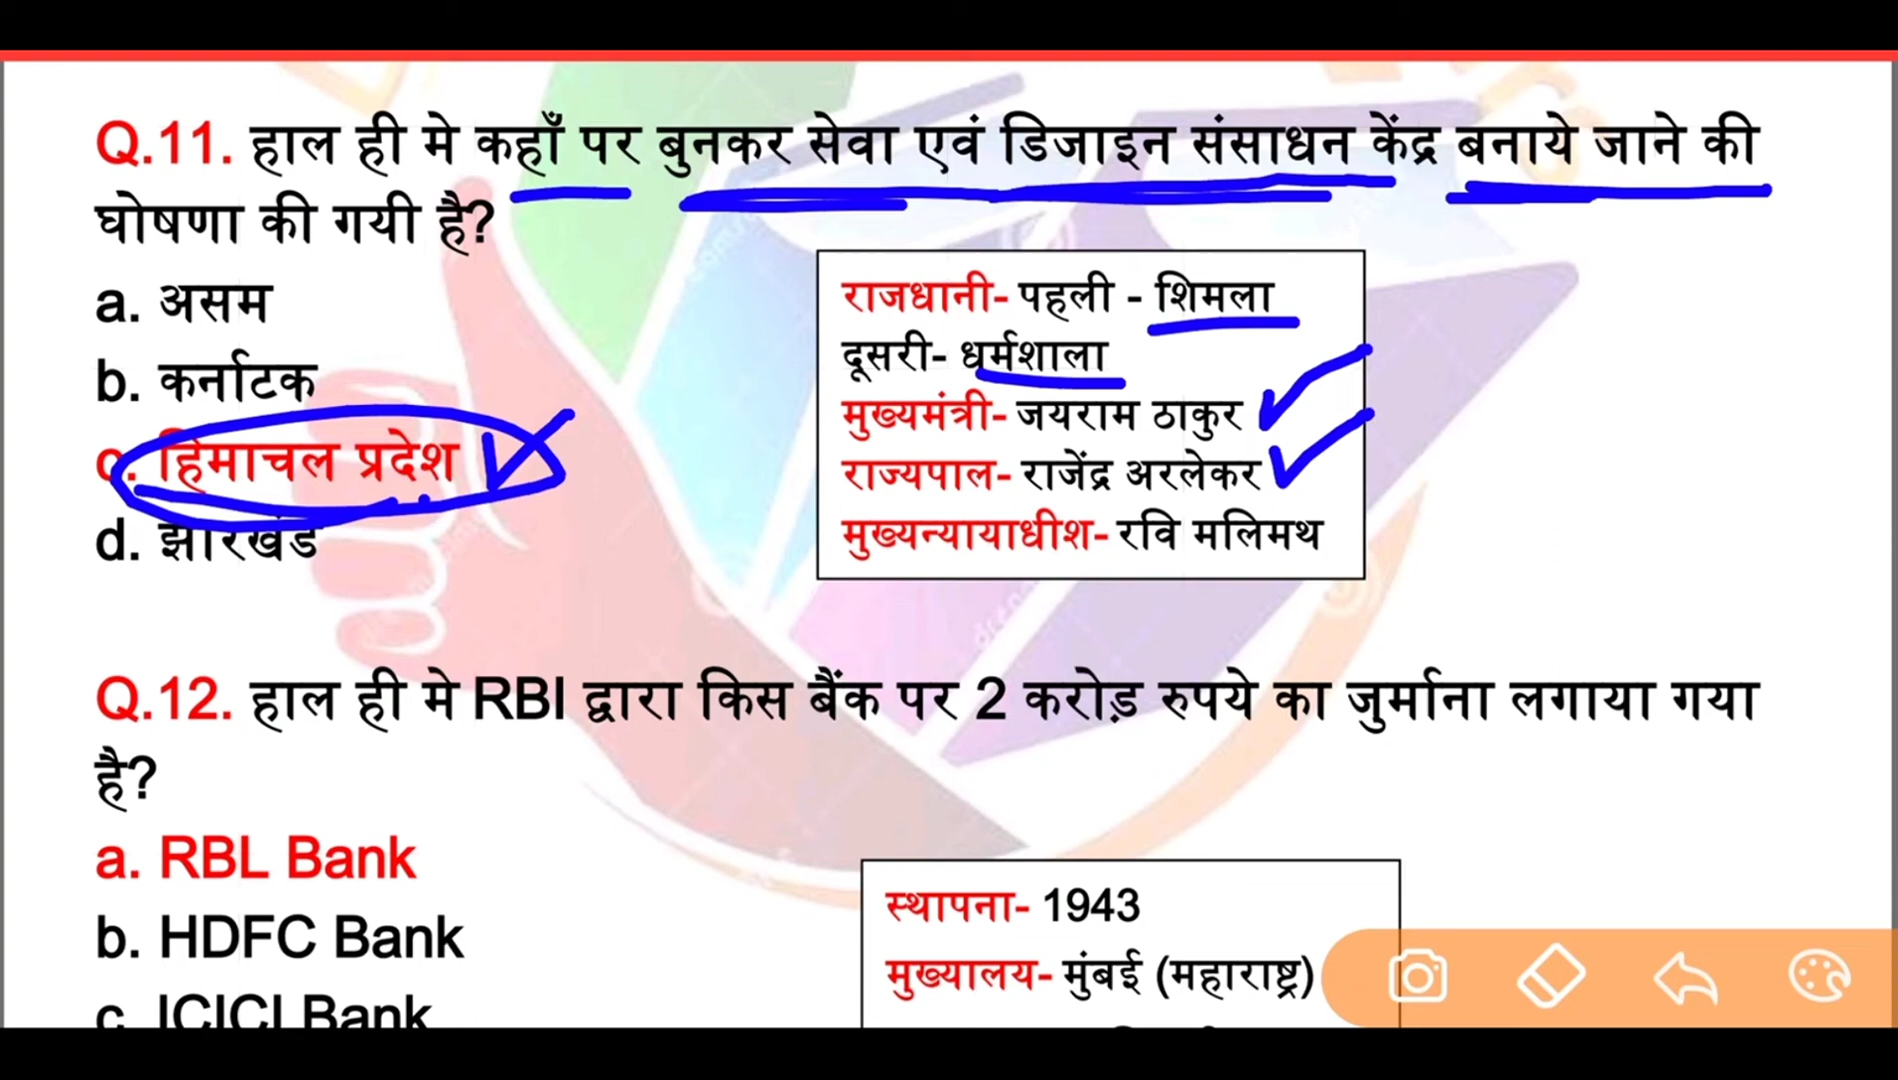 Q.11. हाल ही मे कहाँ पर बुनकर सेवा एवं डिजाइन संसाधन केंद्र बनाये जाने की
घोषणा की गयी है?
a. असम
b. कर्नाटक
c. हिमाचल प्रदेश
d. झारखंड
राजधानी- पहली - शिमला
दूसरी- धर्मशाला
मुख्यमंत्री- जयराम ठाकुर
राज्यपाल- राजेंद्र अरलेकर
मुख्यन्यायाधीश- रवि मलिमथ
Q.12. हाल ही मे RBI द्वारा किस बैंक पर 2 करोड़ रुपये का जुर्माना लगाया गया
है?
a. RBL Bank
b. HDFC Bank
c. ICICI Bank
स्थापना- 1943
मुख्यालय- मुंबई (महाराष्ट्र)